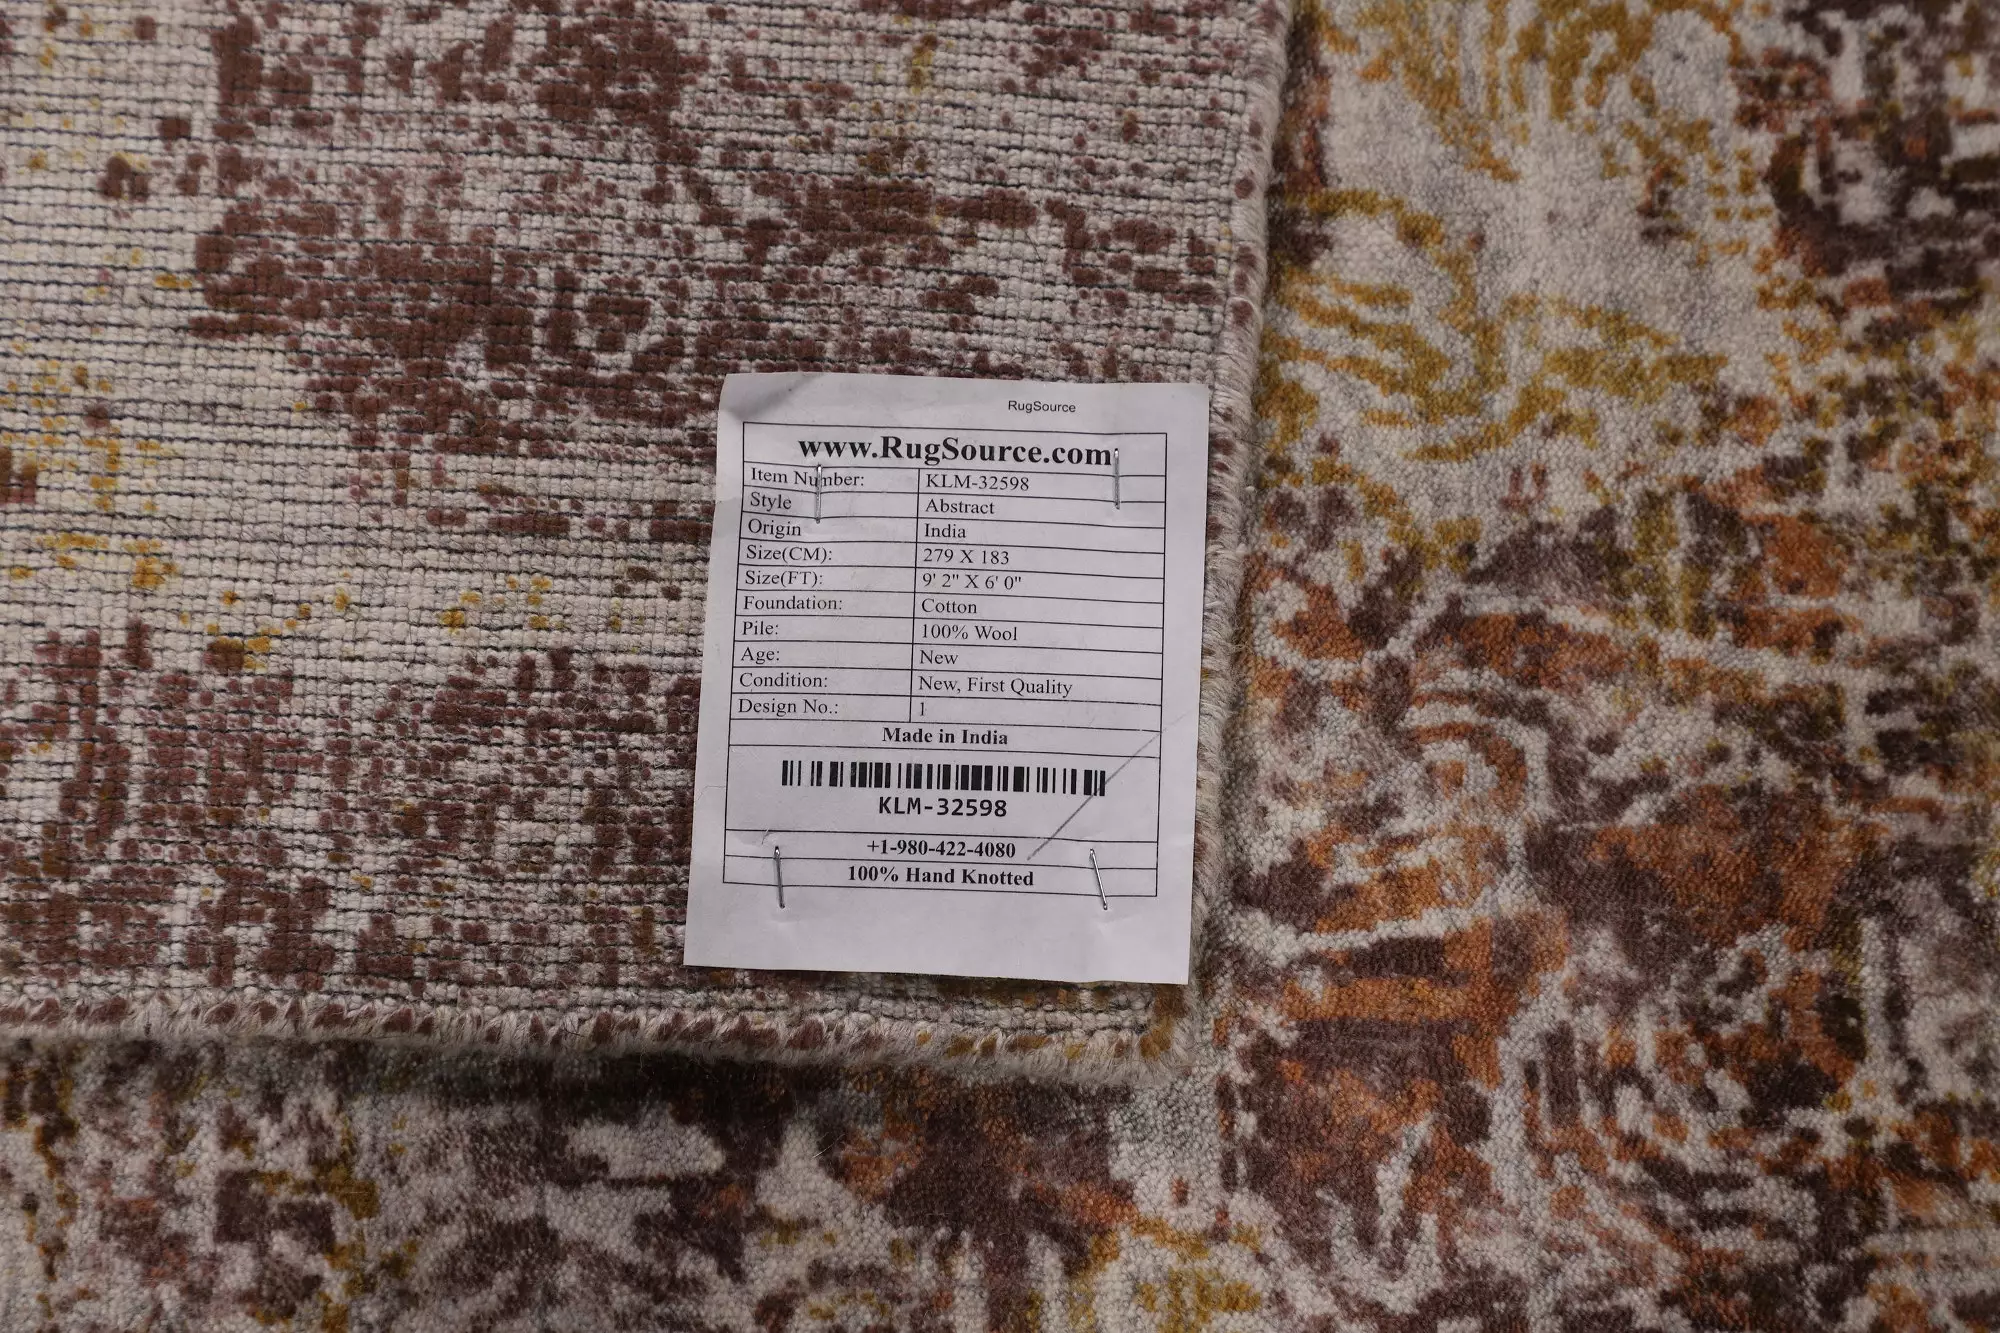 RugSource
www.RugSource.com
Item Number: KLM-32598
Style Abstract
Origin India
Size(CM): 279 X 183
Size(FT): 9' 2" X 6' 0"
Foundation: Cotton
Pile: 100% Wool
Age: New
Condition: New, First Quality
Design No.: 1
Made in India
KLM-32598
+1-980-422-4080
100% Hand Knotted